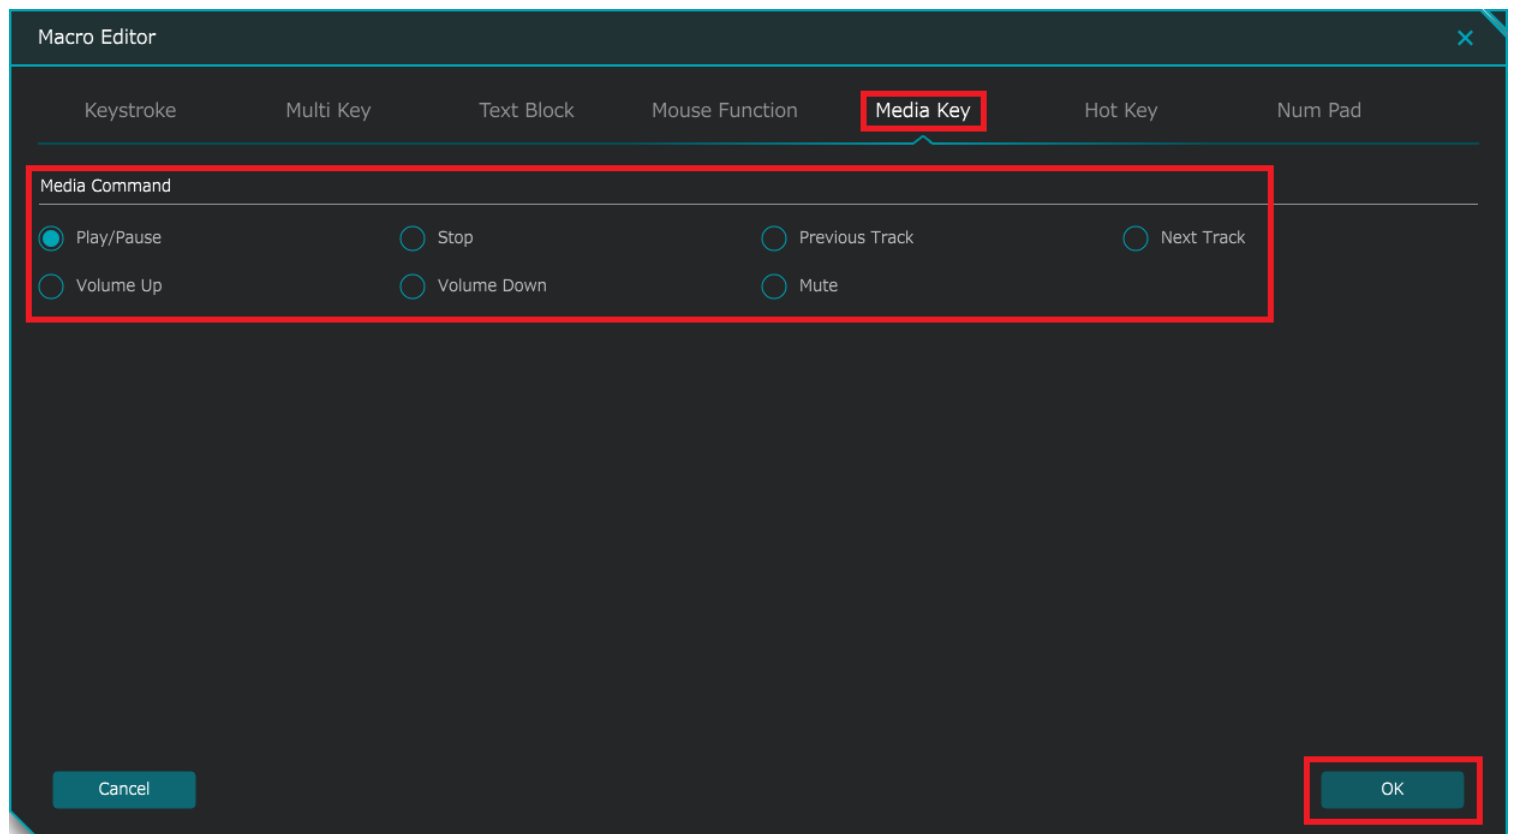 Macro Editor
Keystroke Multi Key Text Block Mouse Function Media Key Hot Key Num Pad
Media Command
Play/Pause Stop Previous Track Next Track
Volume Up Volume Down Mute
Cancel OK